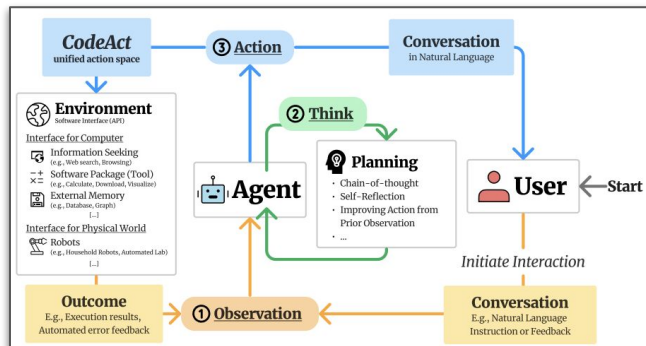 CodeAct
unified action space
③ Action
Conversation
in Natural Language
Environment
Software Interface (API)
Interface for Computer
Information Seeking
(e.g., Web search, Browsing)
Software Package (Tool)
(e.g., Calculate, Download, Visualize)
External Memory
(e.g., Database, Graph)
[...]
Interface for Physical World
Robots
(e.g., Household Robots, Automated Lab)
[...]
② Think
Agent
Planning
· Chain-of-thought
· Self-Reflection
· Improving Action from
Prior Observation
· ...
User
Start
Initiate Interaction
Outcome
E.g., Execution results,
Automated error feedback
① Observation
Conversation
E.g., Natural Language
Instruction or Feedback